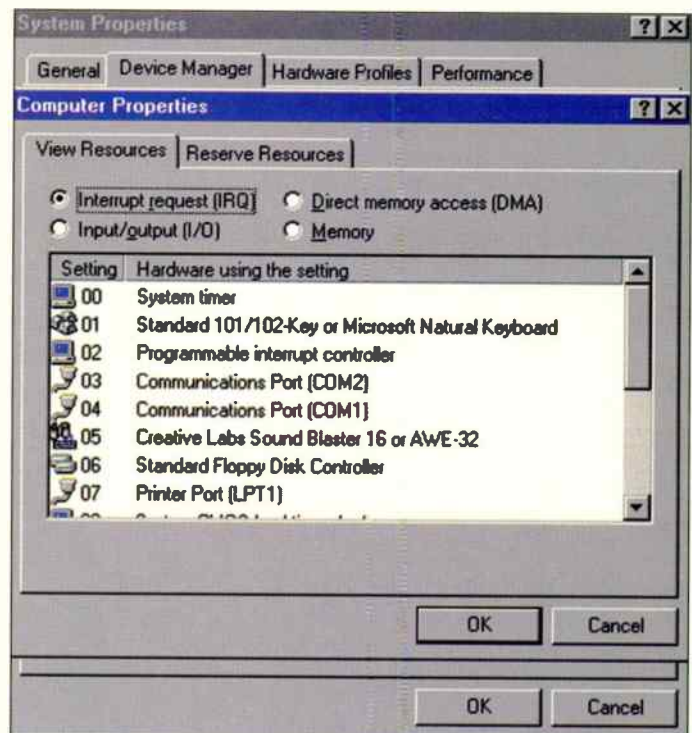 System Properties
General Device Manager Hardware Profiles Performance
Computer Properties
View Resources Reserve Resources
Interrupt request (IRQ) Direct memory access (DMA)
Input/output (I/O) Memory
Setting Hardware using the setting
00 System timer
01 Standard 101/102-Key or Microsoft Natural Keyboard
02 Programmable interrupt controller
03 Communications Port (COM2)
04 Communications Port (COM1)
05 Creative Labs Sound Blaster 16 or AWE-32
06 Standard Floppy Disk Controller
07 Printer Port (LPT1)
OK Cancel
OK Cancel